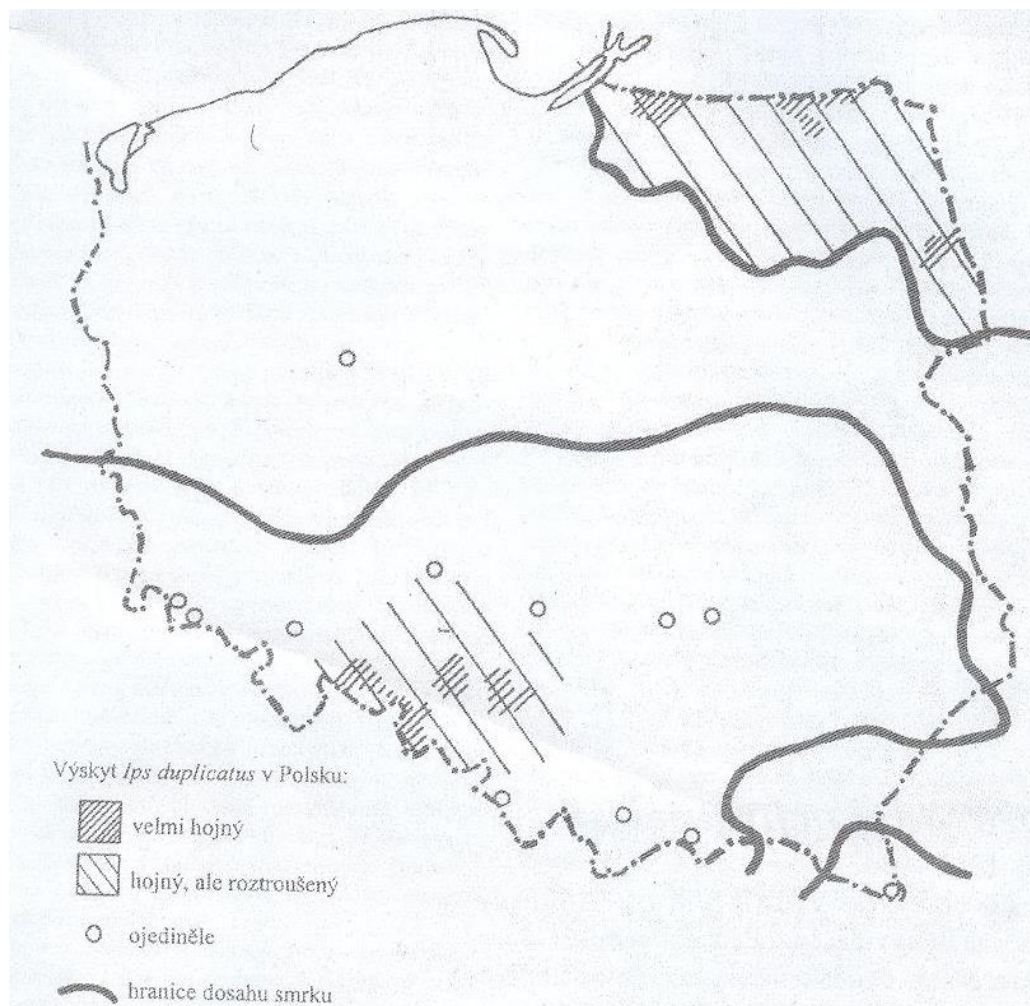 Výskyt Ips duplicatus v Polsku:
velmi hojný
hojný, ale roztroušený
ojediněle
hranice dosahu smrku